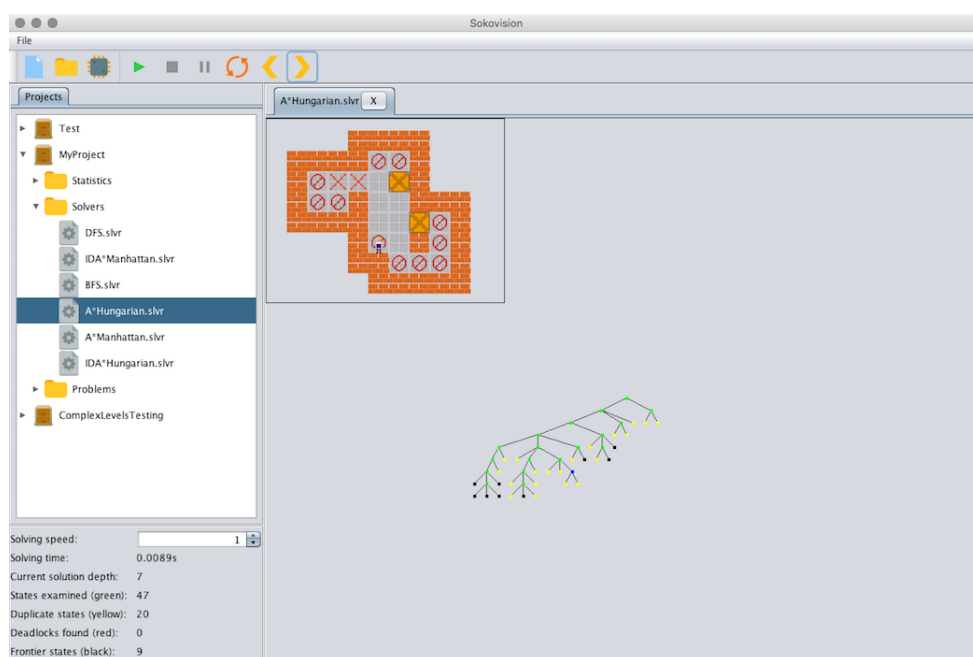 Sokovision
File
Projects
A*Hungarian.slvr X
Test
MyProject
Statistics
Solvers
DFS.slvr
IDA*Manhattan.slvr
BFS.slvr
A*Hungarian.slvr
A*Manhattan.slvr
IDA*Hungarian.slvr
Problems
ComplexLevelsTesting
Solving speed: 1
Solving time: 0.0089s
Current solution depth: 7
States examined (green): 47
Duplicate states (yellow): 20
Deadlocks found (red): 0
Frontier states (black): 9